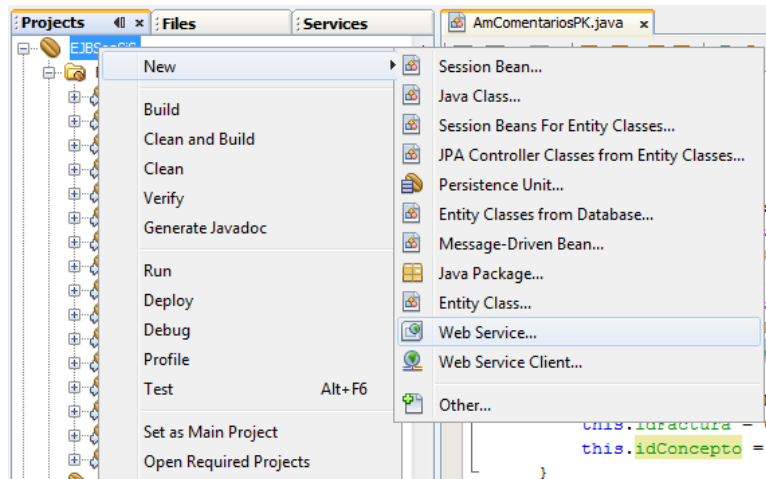 Projects
Files
Services
AmComentariosPK.java
New
Build
Clean and Build
Clean
Verify
Generate Javadoc
Run
Deploy
Debug
Profile
Test Alt+F6
Set as Main Project
Open Required Projects
Session Bean...
Java Class...
Session Beans For Entity Classes...
JPA Controller Classes from Entity Classes...
Persistence Unit...
Entity Classes from Database...
Message-Driven Bean...
Java Package...
Entity Class...
Web Service...
Web Service Client...
Other...
this.idFactura =
this.idConcepto =
}